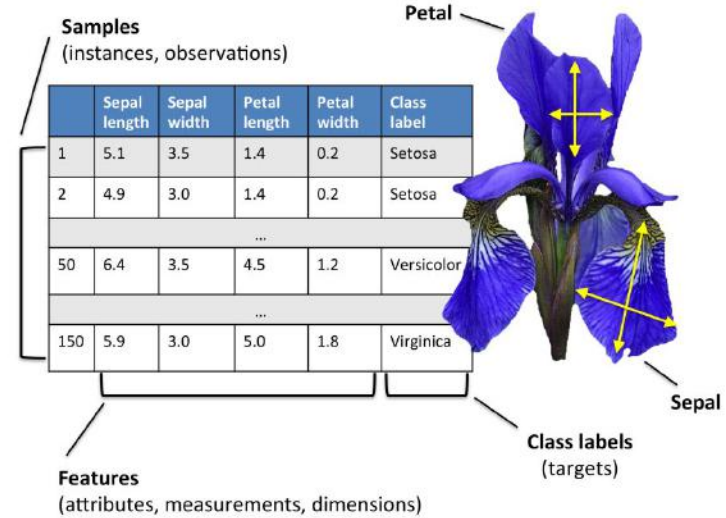 Samples
(instances, observations)
Petal
Sepal length Sepal width Petal length Petal width Class label
1 5.1 3.5 1.4 0.2 Setosa
2 4.9 3.0 1.4 0.2 Setosa
...
50 6.4 3.5 4.5 1.2 Versicolor
...
150 5.9 3.0 5.0 1.8 Virginica
Sepal
Class labels
(targets)
Features
(attributes, measurements, dimensions)